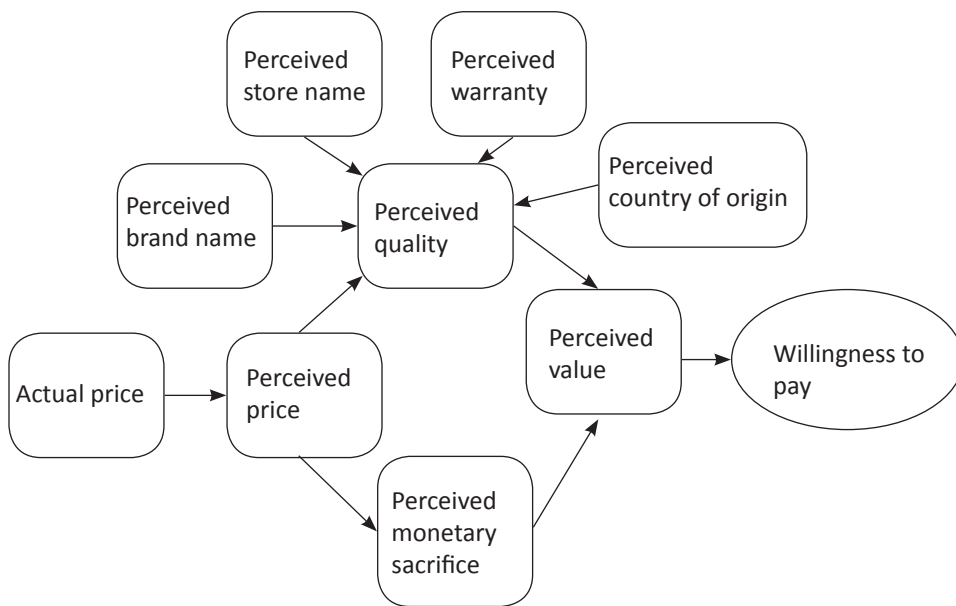 Perceived
store name
Perceived
warranty
Perceived
country of origin
Perceived
brand name
Perceived
quality
Perceived
value
Willingness to
pay
Actual price
Perceived
price
Perceived
monetary
sacrifice